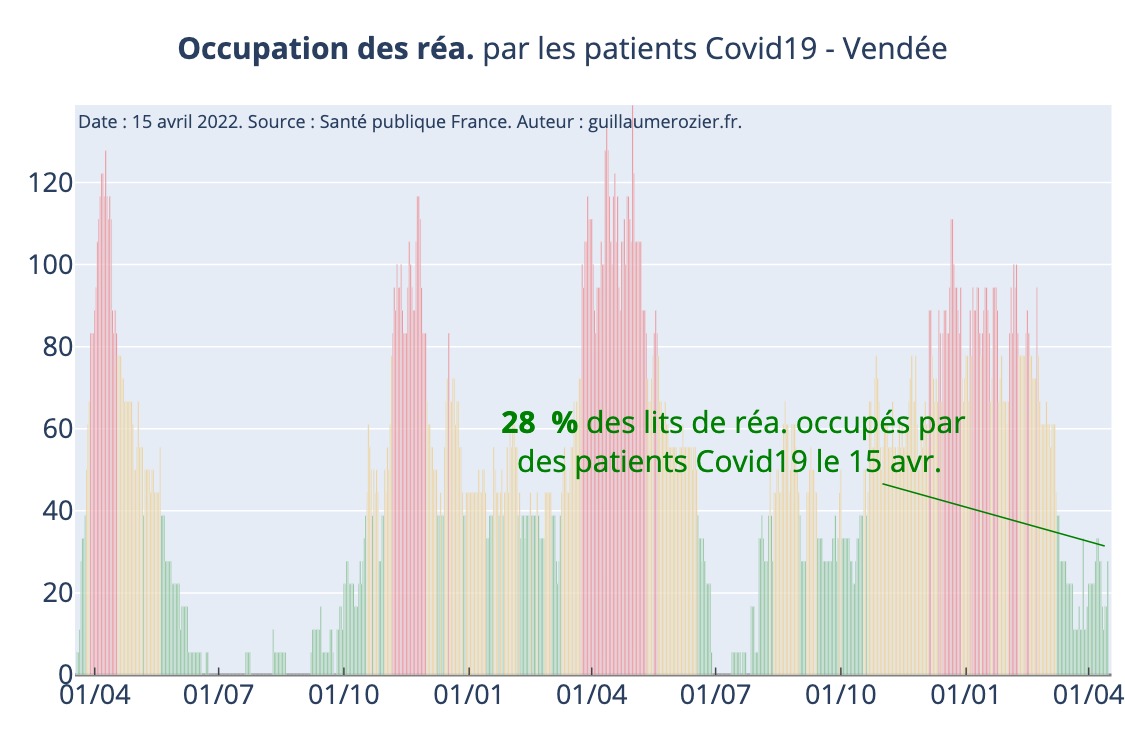 Occupation des réa. par les patients Covid19 - Vendée
Date : 15 avril 2022. Source : Santé publique France. Auteur : guillaumerozier.fr.
120
100
80
60
40
20
0
28 % des lits de réa. occupés par
des patients Covid19 le 15 avr.
01/04 01/07 01/10 01/01 01/04 01/07 01/10 01/01 01/04